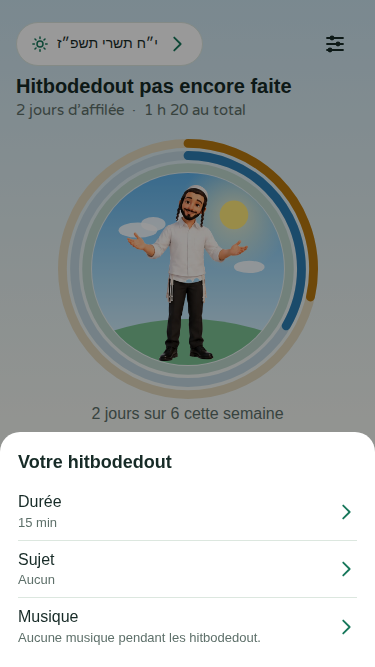 י״ח תשרי תשפ״ז
Hitbodedout pas encore faite
2 jours d'affilée · 1 h 20 au total
2 jours sur 6 cette semaine
Votre hitbodedout
Durée
15 min
Sujet
Aucun
Musique
Aucune musique pendant les hitbodedout.